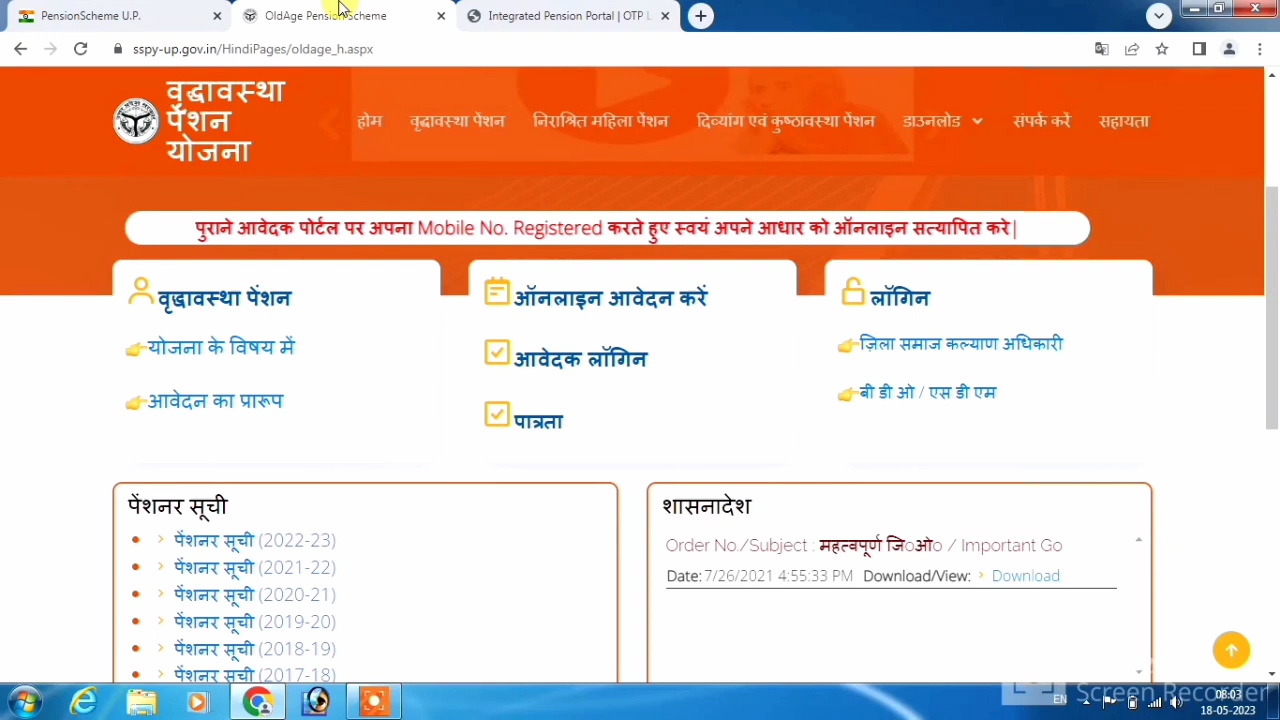 PensionScheme U.P.
OldAge PensionScheme
Integrated Pension Portal | OTP L
sspy-up.gov.in/HindiPages/oldage_h.aspx
वृद्धावस्था
पेंशन
योजना
होम
वृद्धावस्था पेंशन
निराश्रित महिला पेंशन
दिव्यांग एवं कुष्ठावस्था पेंशन
डाउनलोड
संपर्क करें
सहायता
पुराने आवेदक पोर्टल पर अपना Mobile No. Registered करते हुए स्वयं अपने आधार को ऑनलाइन सत्यापित करे|
वृद्धावस्था पेंशन
योजना के विषय में
आवेदन का प्रारूप
ऑनलाइन आवेदन करें
आवेदक लॉगिन
पात्रता
लॉगिन
ज़िला समाज कल्याण अधिकारी
बी डी ओ / एस डी एम
पेंशनर सूची
पेंशनर सूची (2022-23)
पेंशनर सूची (2021-22)
पेंशनर सूची (2020-21)
पेंशनर सूची (2019-20)
पेंशनर सूची (2018-19)
पेंशनर सूची (2017-18)
शासनादेश
Order No./Subject : महत्वपूर्ण जिoओo / Important Go
Date: 7/26/2021 4:55:33 PM Download/View: Download
Screen Recorder
EN
08:03
18-05-2023